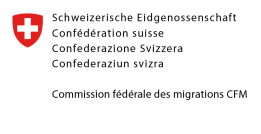 Schweizerische Eidgenossenschaft
Confédération suisse
Confederazione Svizzera
Confederaziun svizra
Commission fédérale des migrations CFM